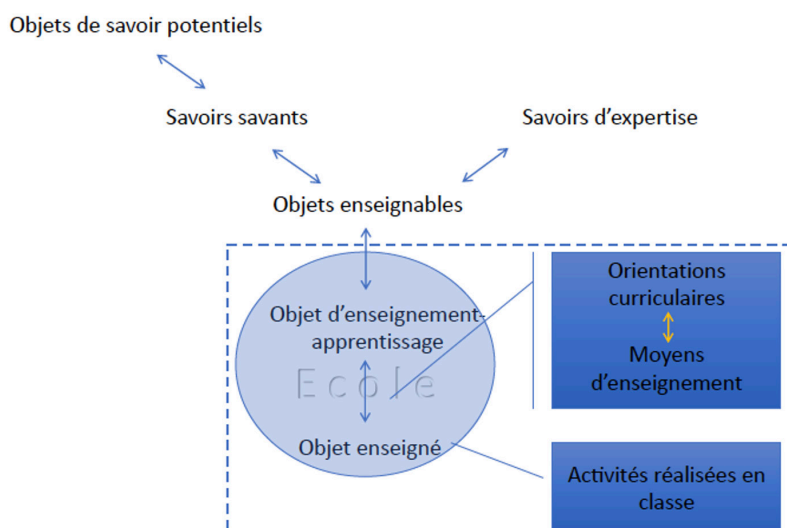 Objets de savoir potentiels
Savoirs savants
Savoirs d’expertise
Objets enseignables
Objet d’enseignement-
apprentissage
Ecole
Objet enseigné
Orientations
curriculaires
Moyens
d’enseignement
Activités réalisées en
classe